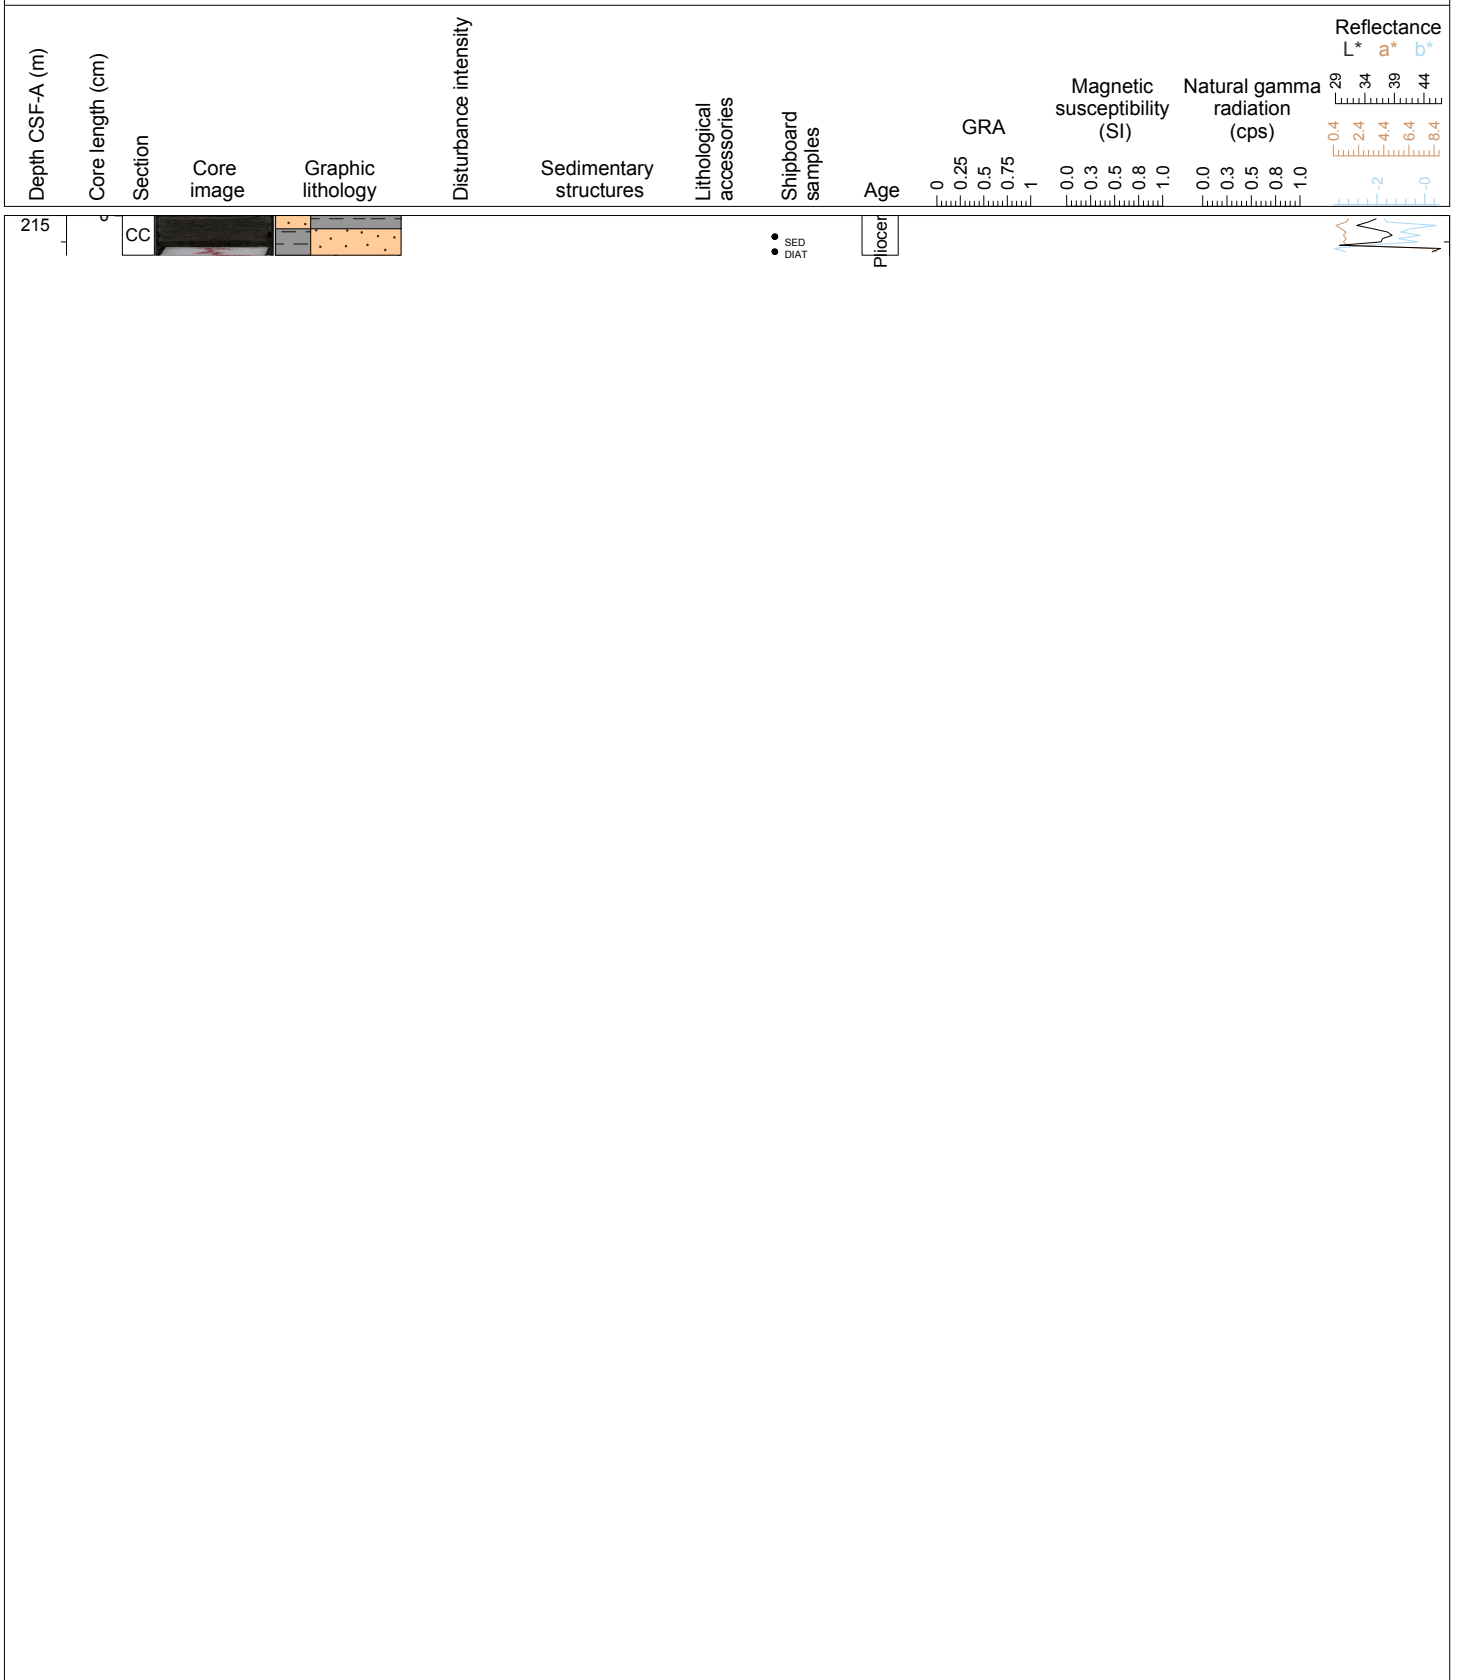 Depth CSF-A (m)
Core length (cm)
Section
Core
image
Graphic
lithology
Disturbance intensity
Sedimentary
structures
Lithological
accessories
Shipboard
samples
Age
GRA
0 0.25 0.5 0.75 1
Magnetic
susceptibility
(SI)
0.0 0.3 0.5 0.8 1.0
Natural gamma
radiation
(cps)
0.0 0.3 0.5 0.8 1.0
Reflectance
L* a* b*
29 34 39 44
0.4 2.4 4.4 6.4 8.4
-2 -0
215
0
CC
SED
DIAT
Pliocen